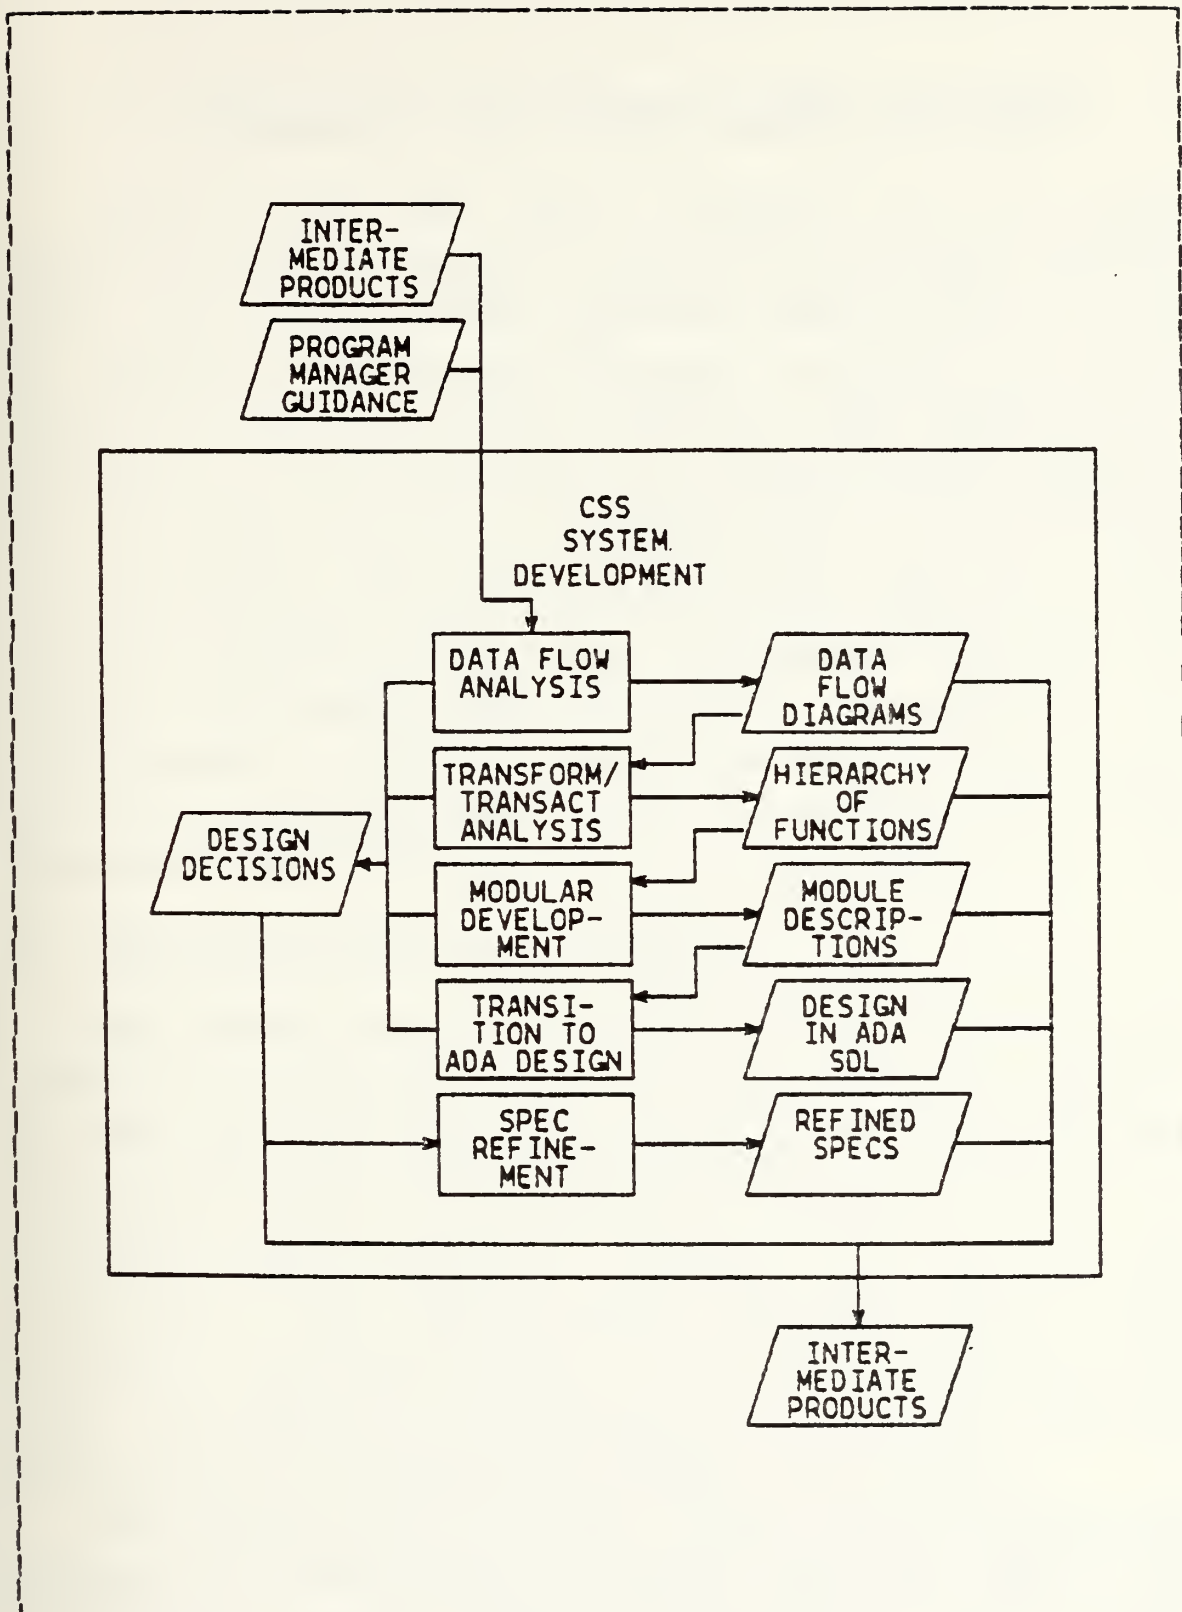 INTER-
MEDIATE
PRODUCTS
PROGRAM
MANAGER
GUIDANCE
CSS
SYSTEM
DEVELOPMENT
DATA FLOW
ANALYSIS
DATA
FLOW
DIAGRAMS
TRANSFORM/
TRANSACT
ANALYSIS
HIERARCHY
OF
FUNCTIONS
DESIGN
DECISIONS
MODULAR
DEVELOP-
MENT
MODULE
DESCRIP-
TIONS
TRANSI-
TION TO
ADA DESIGN
DESIGN
IN ADA
SDL
SPEC
REFINE-
MENT
REFINED
SPECS
INTER-
MEDIATE
PRODUCTS